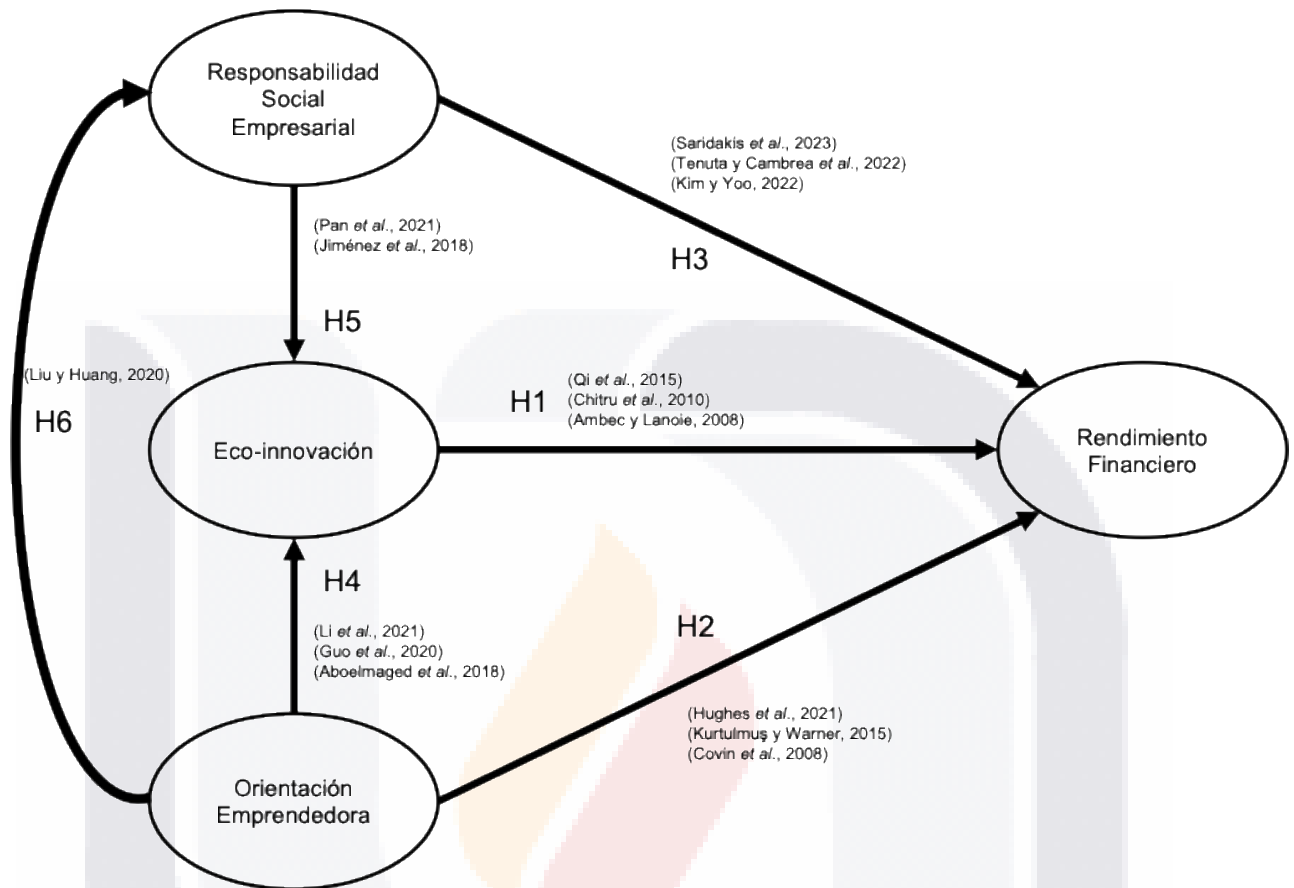 Responsabilidad
Social
Empresarial
(Saridakis et al., 2023)
(Tenuta y Cambrea et al., 2022)
(Kim y Yoo, 2022)
H3
(Pan et al., 2021)
(Jiménez et al., 2018)
H5
(Liu y Huang, 2020)
H6
Eco-innovación
H1
(Qi et al., 2015)
(Chitru et al., 2010)
(Ambec y Lanoie, 2008)
Rendimiento
Financiero
H4
(Li et al., 2021)
(Guo et al., 2020)
(Aboelmaged et al., 2018)
H2
(Hughes et al., 2021)
(Kurtulmuş y Warner, 2015)
(Covin et al., 2008)
Orientación
Emprendedora